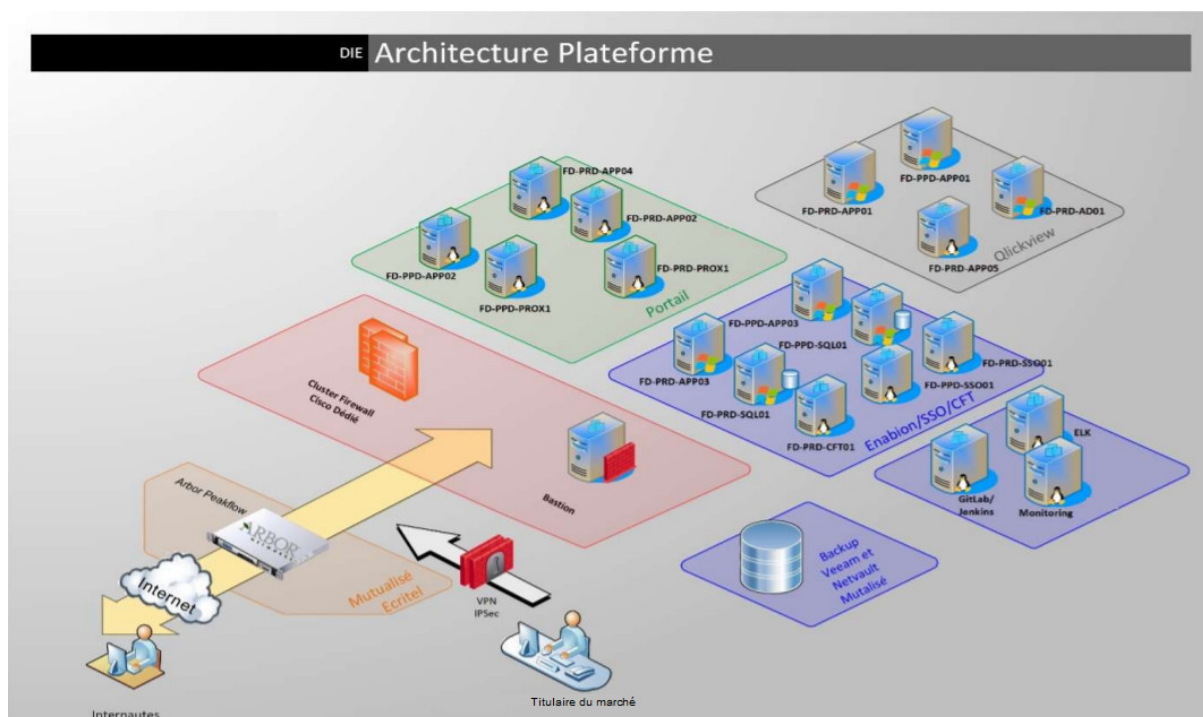 DIE Architecture Plateforme
FD-PRD-APP04
FD-PRD-APP02
FD-PPD-APP02
FD-PRD-PROX1
FD-PPD-PROX1
Portail
FD-PPD-APP01
FD-PRD-APP01
FD-PRD-AD01
FD-PRD-APP05
Qlickview
FD-PPD-APP03
FD-PPD-SQL01
FD-PRD-SSO01
FD-PRD-APP03
FD-PPD-SSO01
FD-PRD-SQL01
FD-PRD-CFT01
Enabion/SSO/CFT
Cluster Firewall
Cisco Dédié
Bastion
ELK
GitLab/
Jenkins
Monitoring
Arbor Peakflow
ARBOR
NETWORKS
Internet
Mutualisé
Ecritel
VPN
IPSec
Backup
Veeam et
Netvault
Mutalisé
Titulaire du marché
Internautes